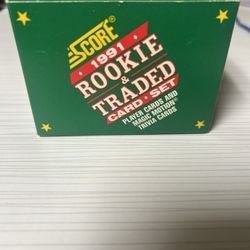 SCORE®
1991
ROOKIE
&
TRADED
CARD • SET
PLAYER CARDS AND
MAGIC MOTION®
TRIVIA CARDS